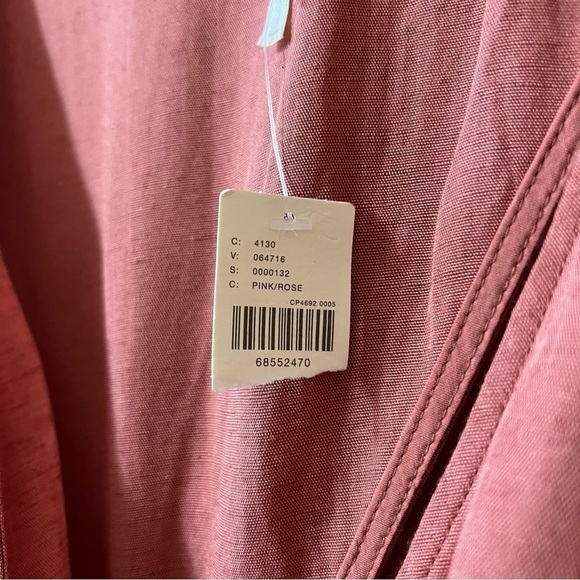 C: 4130
V: 064716
S: 0000132
C: PINK/ROSE
CP4692 0005
68552470